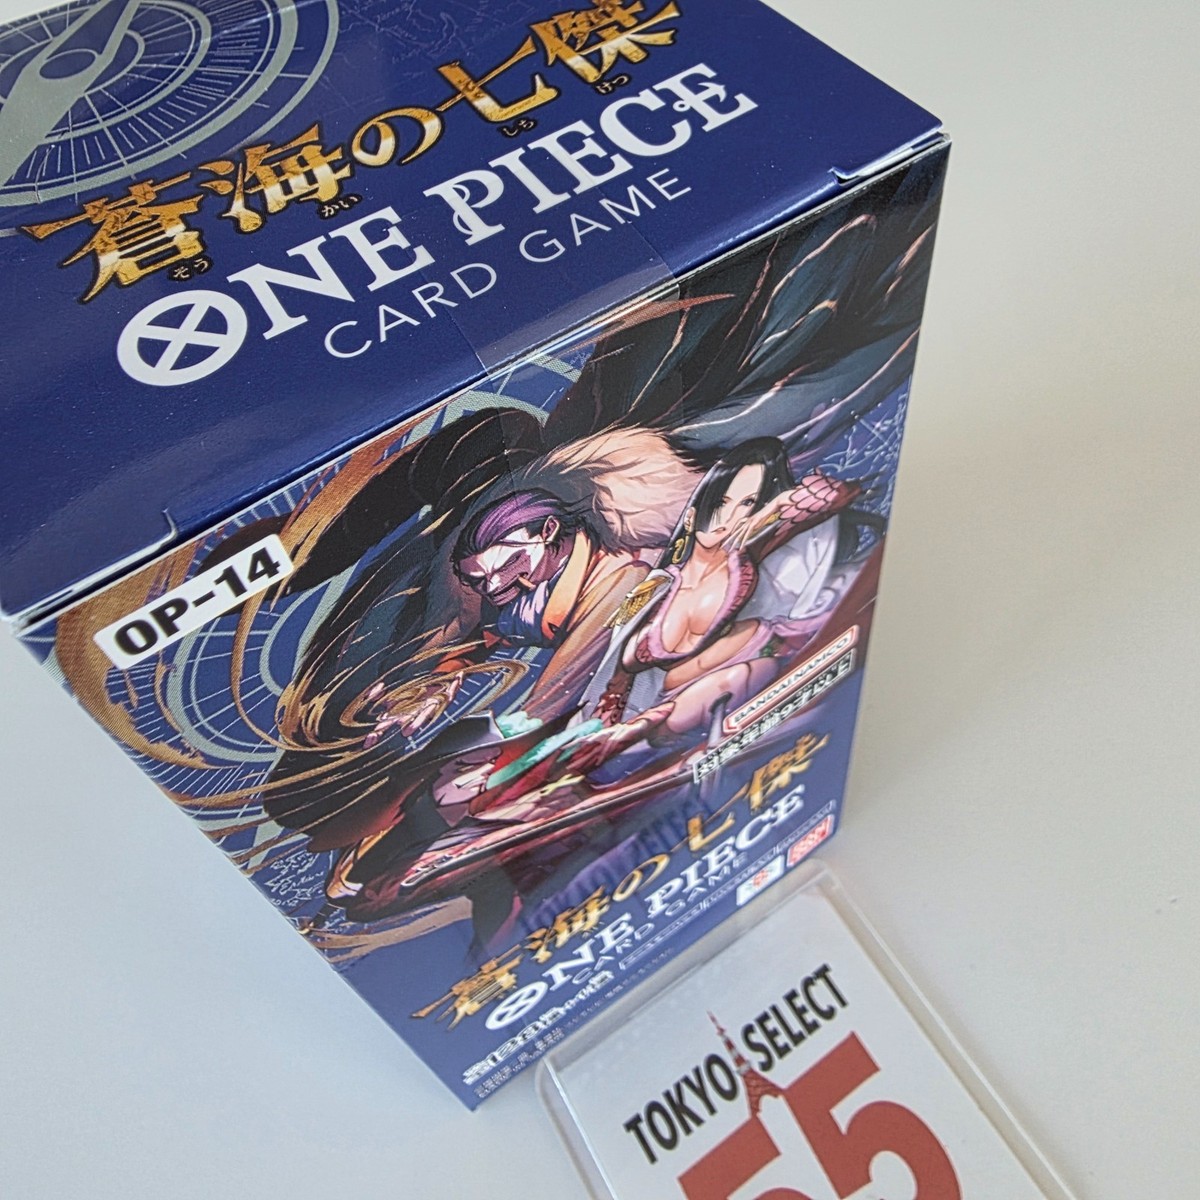 蒼海の七傑
そう かい しち けつ
ONE PIECE
CARD GAME
OP-14
BANDAI NAMCO
蒼海の七傑
ONE PIECE
CARD GAME
TOKYO SELECT
55